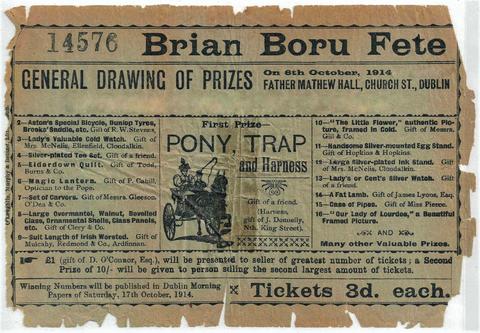 14576 Brian Boru Fete
GENERAL DRAWING OF PRIZES
On 6th October, 1914
FATHER MATHEW HALL, CHURCH ST., DUBLIN
2—Aston's Special Bicycle, Dunlop Tyres,
Brooks' Saddle, etc. Gift of R. W. Stevens,
3—Lady's Valuable Cold Watch. Gift of
Mrs. McNelis, Ellenfield, Clondalkin.
4—Silver-plated Tea Set. Gift of a friend.
Eiderdown Quilt. Gift of Todd,
Burns & Co.
Magic Lantern. Gift of P. Cahill,
Optician to the Pope.
7—Set of Carvers. Gift of Messrs. Gleeson
O'Dea & Co.
8—Large Overmantel, Walnut, Bevelled
Glass, Ornamental Shelfs, Glass Panels,
etc. Gift of Clery & Co.
9—Suit Length of Irish Worsted. Gift of
Mulcahy, Redmond & Co. Ardfinnan.
First Prize—
PONY, TRAP
and Harness
Gift of a friend.
(Harness,
gift of J. Donnelly,
Nth. King Street).
10—"The Little Flower," authentic Pic-
ture, Framed in Gold. Gift of Messrs.
Gill & Co.
11—Handsome Silver-mounted Egg Stand.
Gift of Hopkins & Hopkins.
12—Large Silver-plated Ink Stand. Gift
of Mrs. McNelis, Clondalkin.
13—Lady's or Gent's Silver Watch. Gift
of a friend.
14—A Fat Lamb. Gift of James Lyons, Esq.
15—Case of Pipes. Gift of Miss Pierce.
16—"Our Lady of Lourdes," a Beautiful
Framed Picture.
AND
Many other Valuable Prizes.
£1 (gift of D. O'Connor, Esq.), will be presented to seller of greatest number of tickets; a Second
Prize of 10/- will be given to person selling the second largest amount of tickets.
Winning Numbers will be published in Dublin Morning
Papers of Saturday, 17th October, 1914.
Tickets 3d. each.